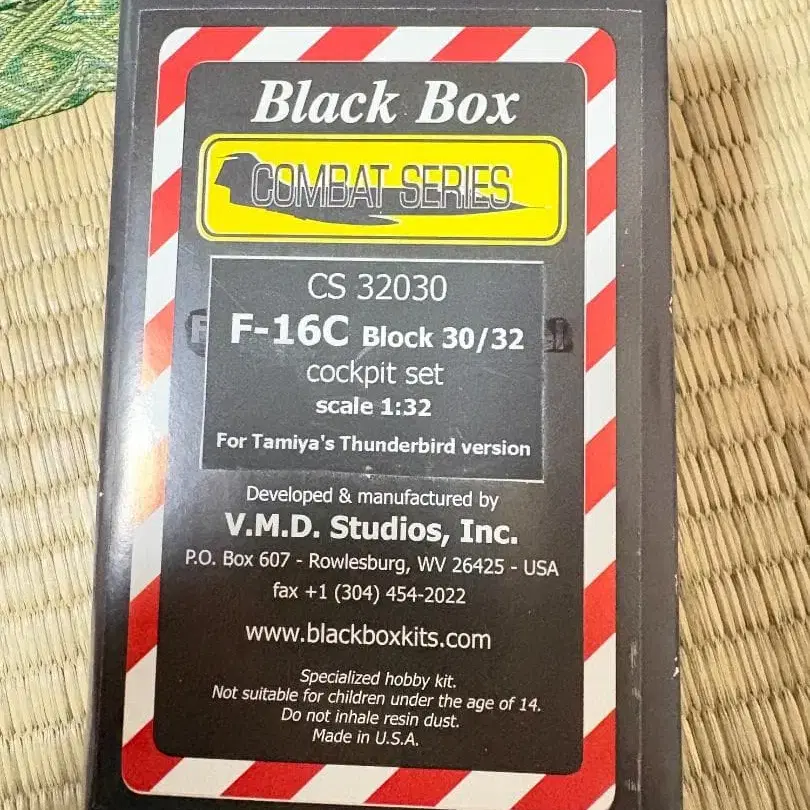 Black Box
COMBAT SERIES
CS 32030
F-16C Block 30/32
cockpit set
scale 1:32
For Tamiya's Thunderbird version
Developed & manufactured by
V.M.D. Studios, Inc.
P.O. Box 607 - Rowlesburg, WV 26425 - USA
fax +1 (304) 454-2022
www.blackboxkits.com
Specialized hobby kit.
Not suitable for children under the age of 14.
Do not inhale resin dust.
Made in U.S.A.